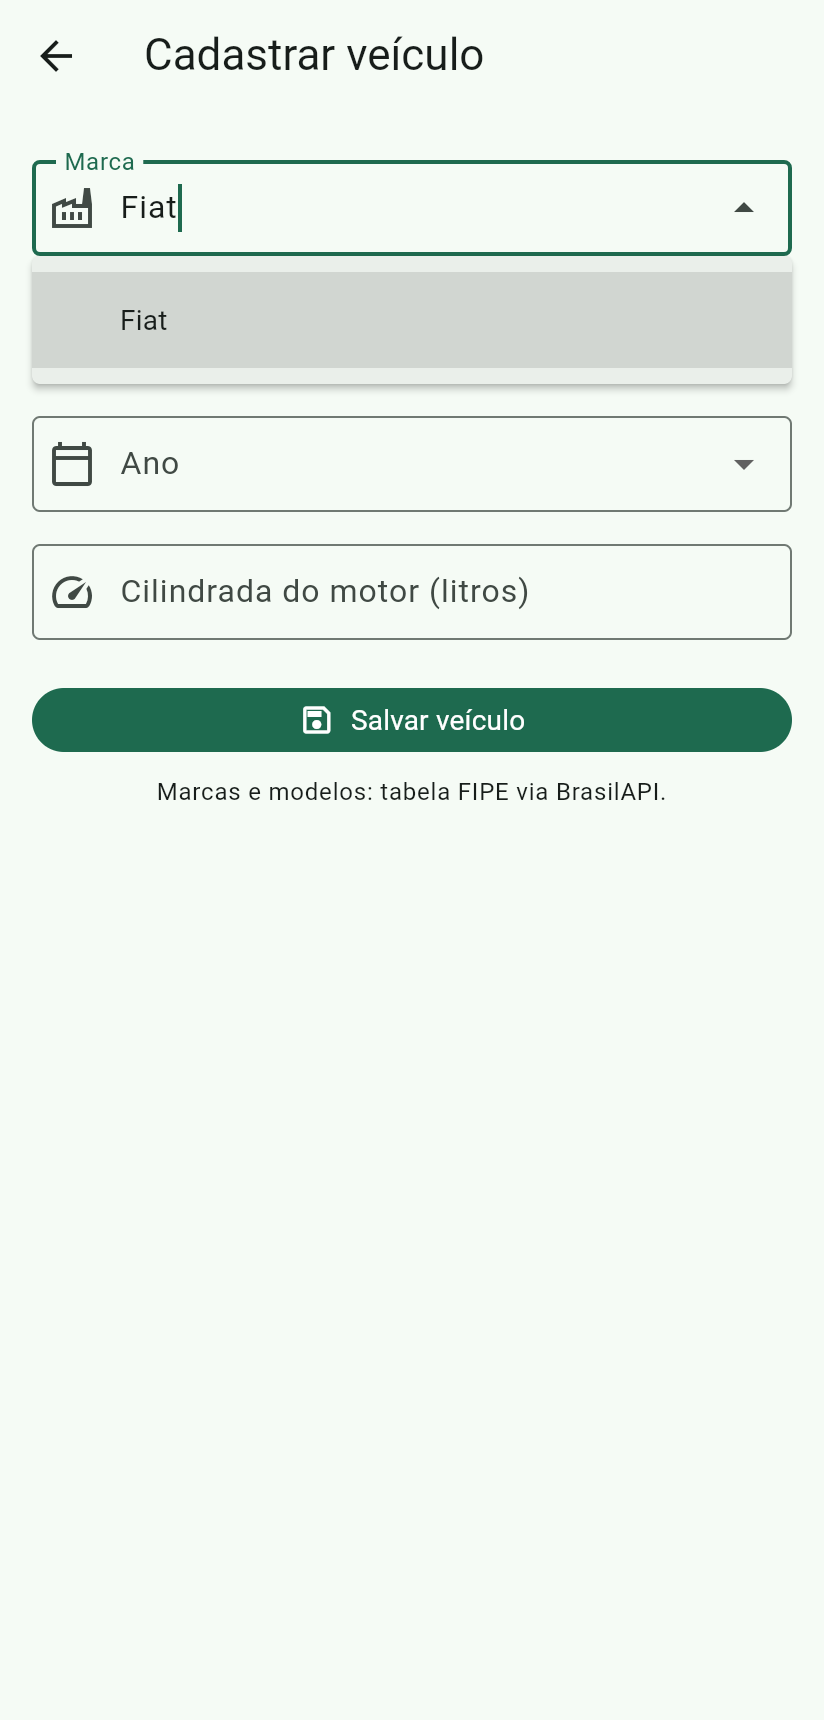 Cadastrar veículo
Marca
Fiat
Fiat
Ano
Cilindrada do motor (litros)
Salvar veículo
Marcas e modelos: tabela FIPE via BrasilAPI.